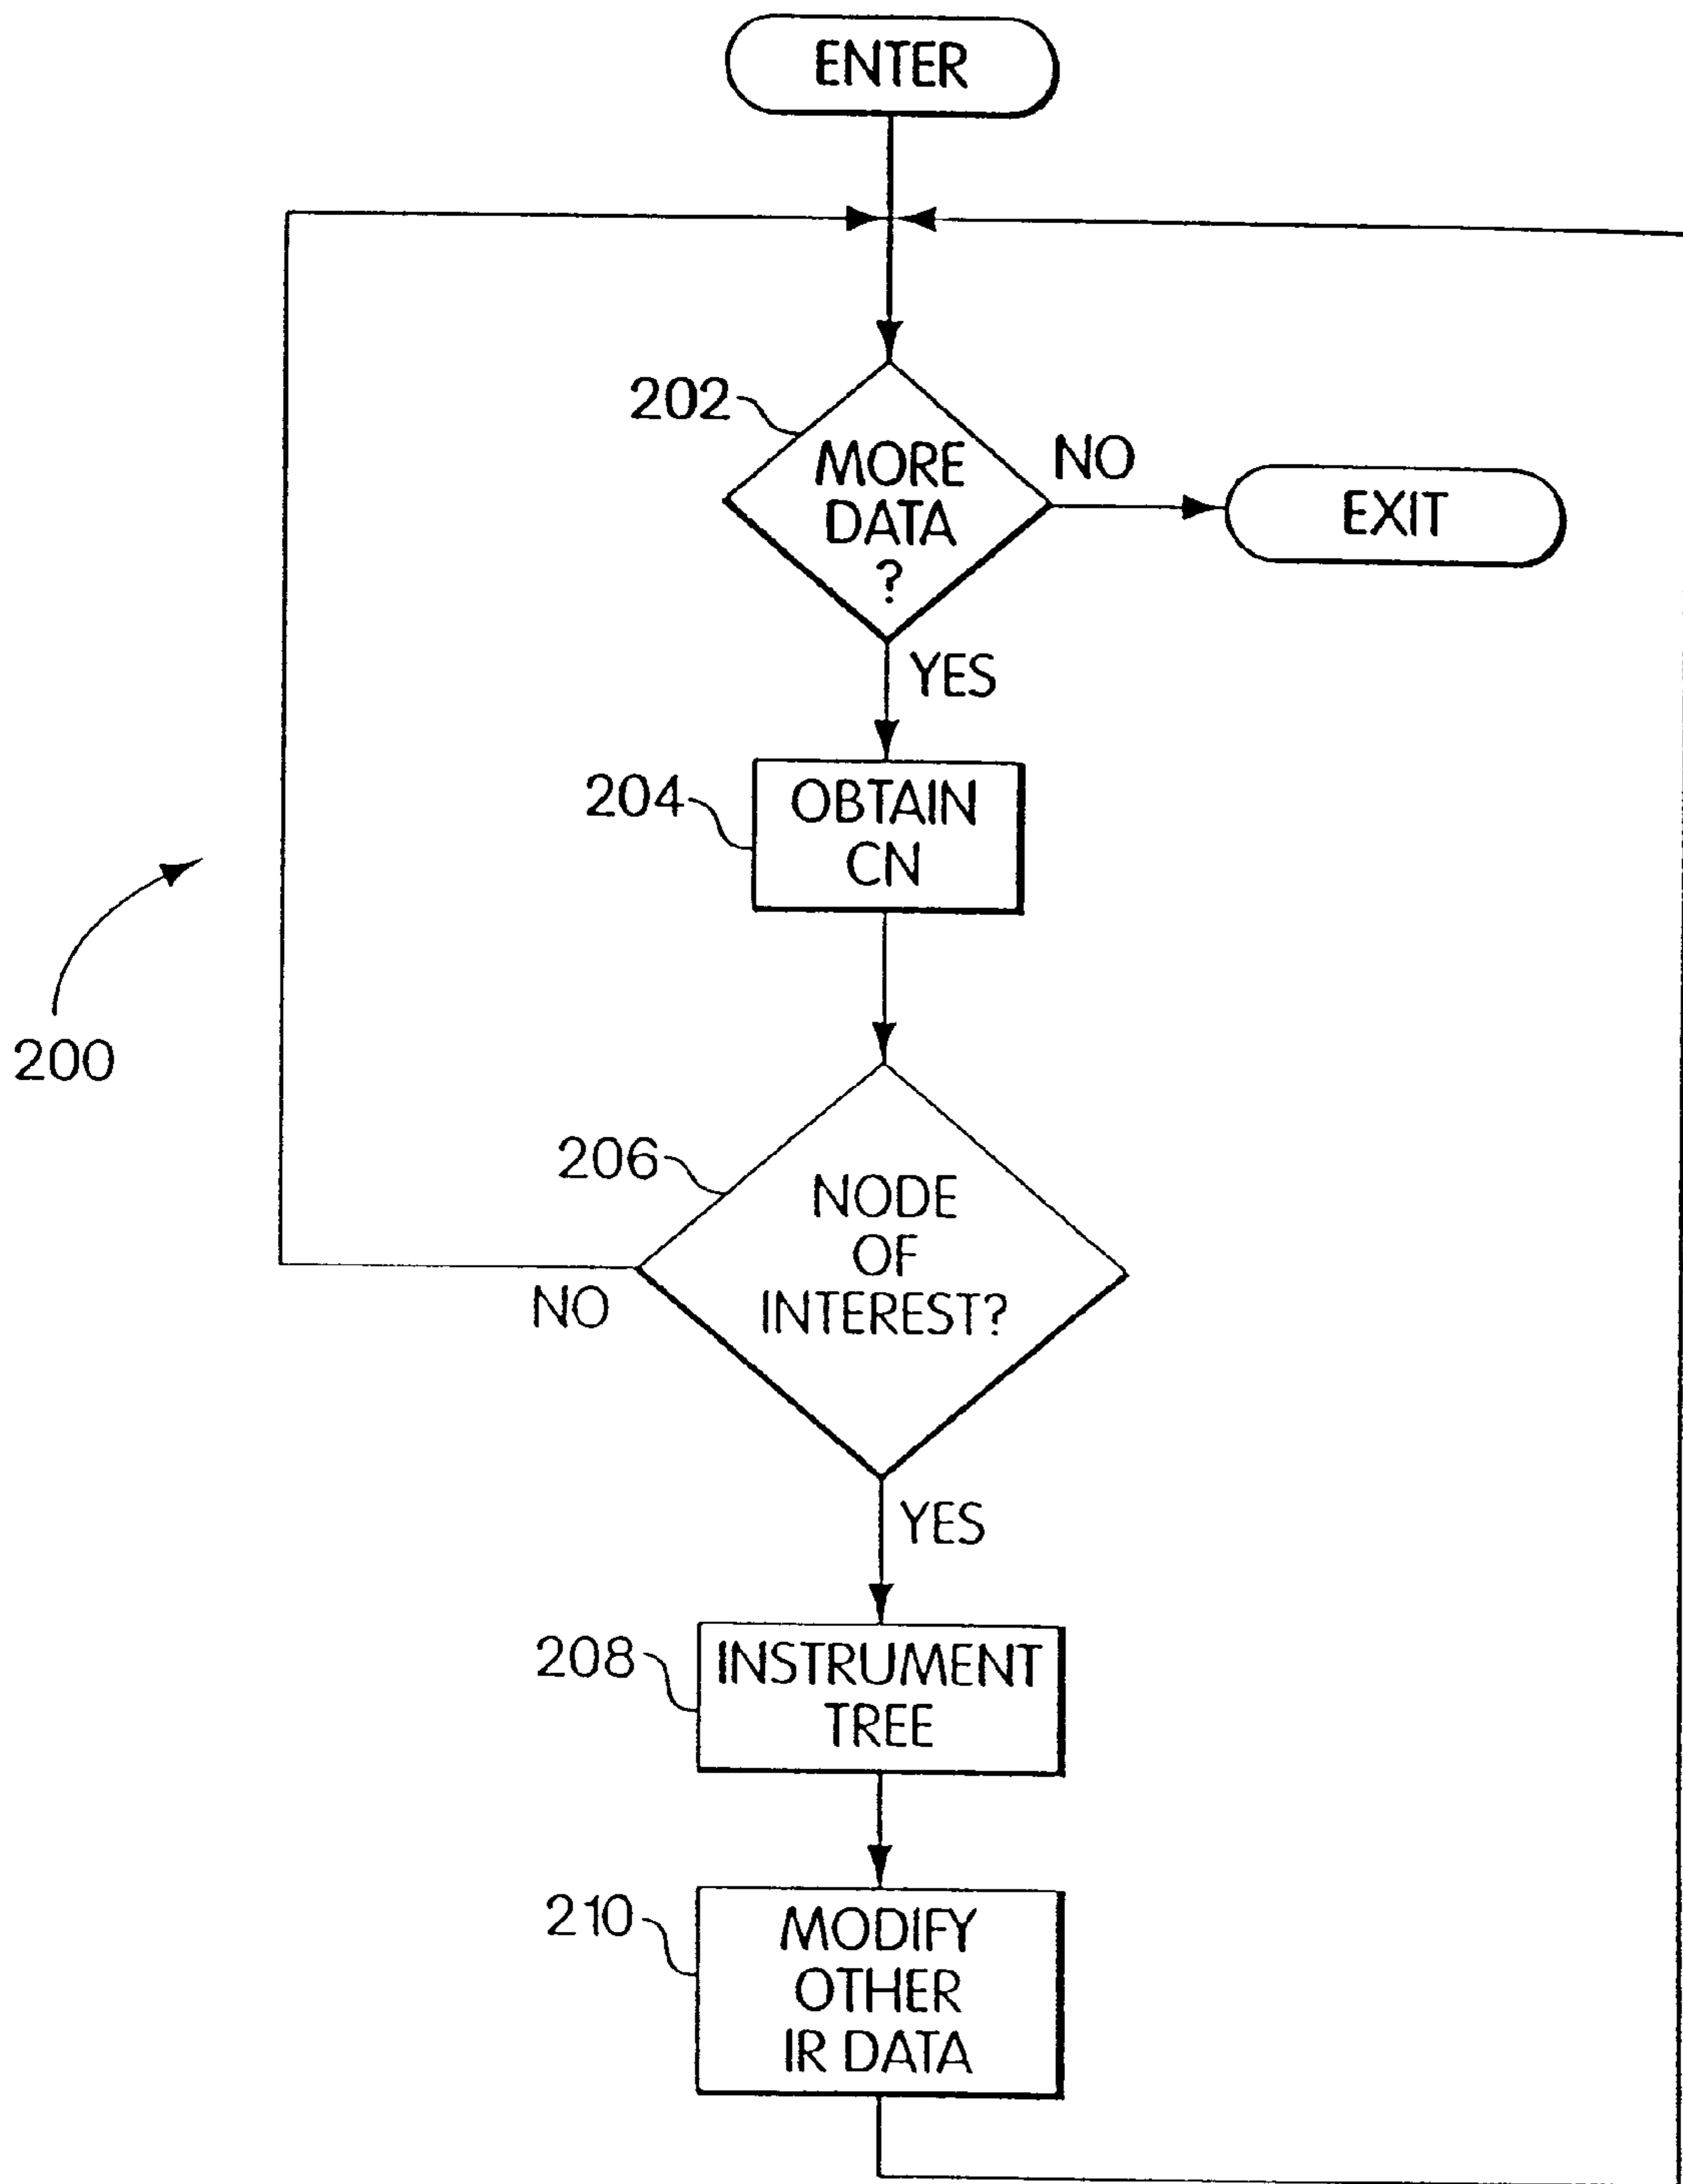 ENTER
202
MORE
DATA
?
NO
EXIT
YES
204
OBTAIN
CN
200
206
NODE
OF
INTEREST?
NO
YES
208
INSTRUMENT
TREE
210
MODIFY
OTHER
IR DATA